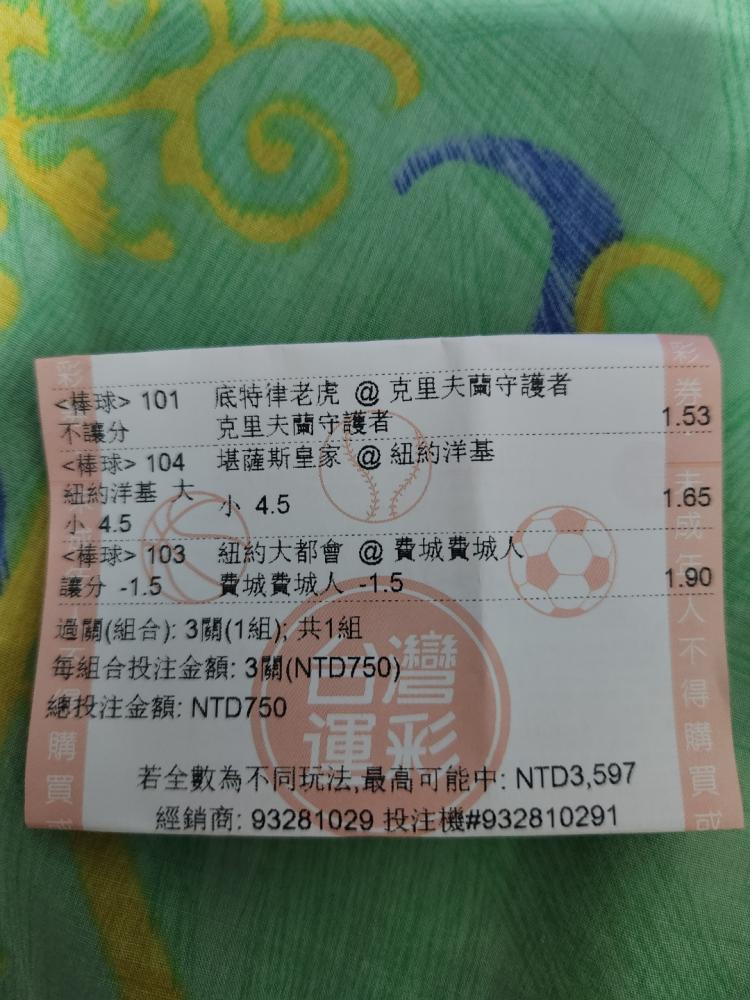 <棒球> 101 底特律老虎 @ 克里夫蘭守護者
不讓分 克里夫蘭守護者 1.53
<棒球> 104 堪薩斯皇家 @ 紐約洋基
紐約洋基 大
小 4.5 小 4.5 1.65
<棒球> 103 紐約大都會 @ 費城費城人
讓分 -1.5 費城費城人 -1.5 1.90
過關(組合): 3關(1組); 共1組
每組合投注金額: 3關(NTD750)
總投注金額: NTD750
若全數為不同玩法,最高可能中: NTD3,597
經銷商: 93281029 投注機#932810291
台灣
運彩
彩券
未成年人不得購買或
彩
購買或